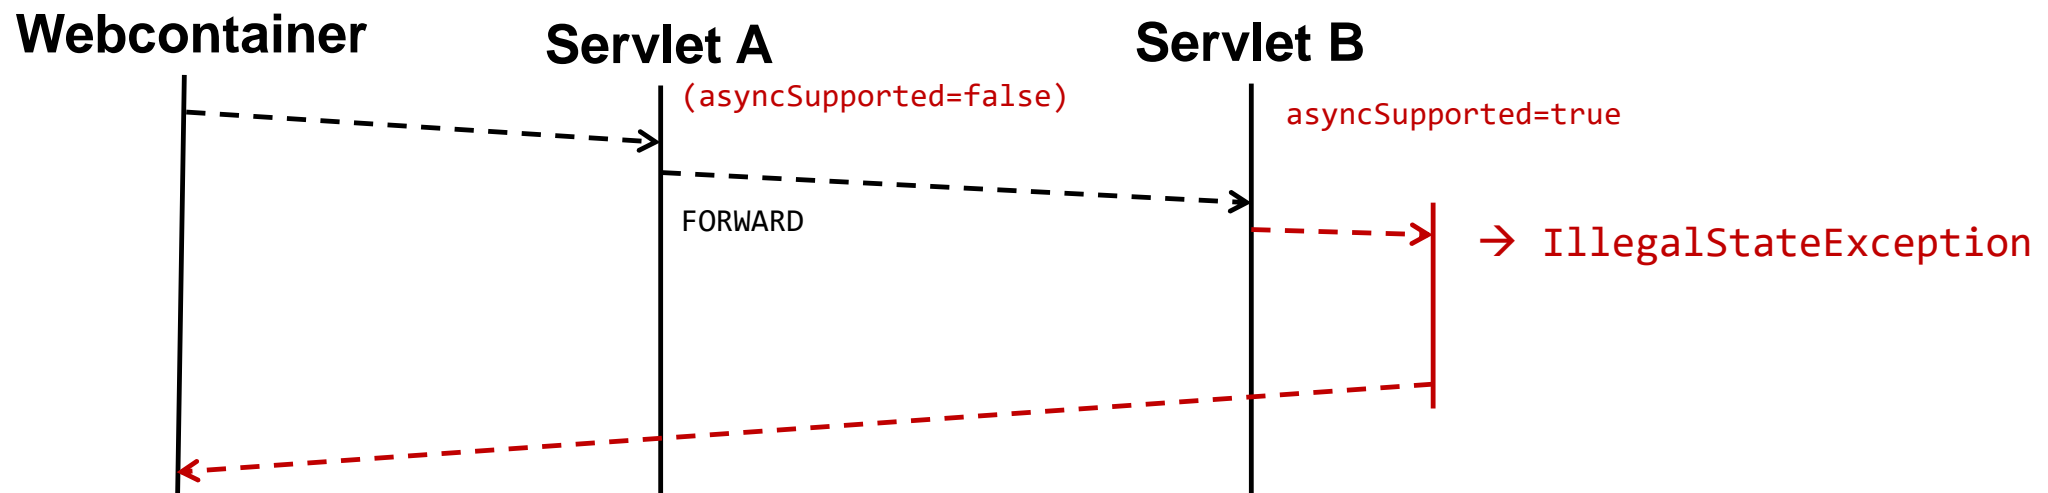 Webcontainer
Servlet A
Servlet B
(asyncSupported=false)
asyncSupported=true
FORWARD
→ IllegalStateException